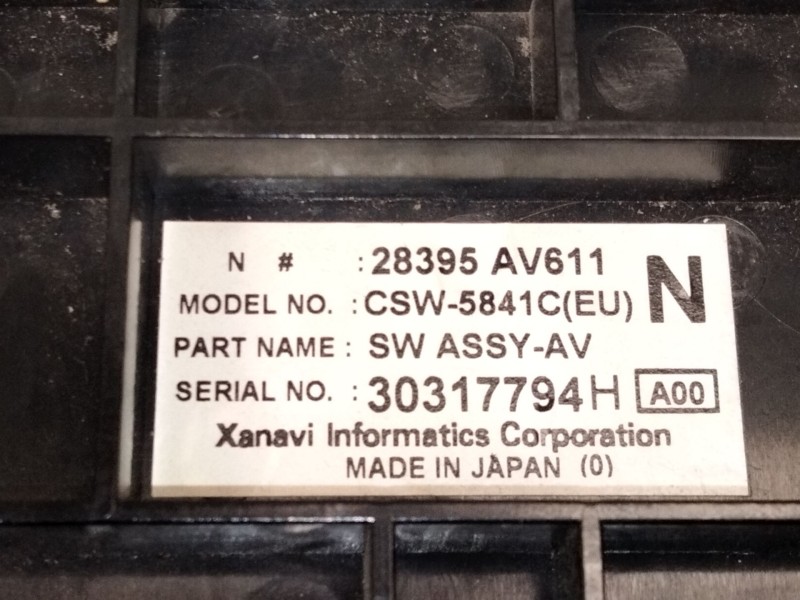 N # : 28395 AV611 N
MODEL NO. : CSW-5841C(EU)
PART NAME : SW ASSY-AV
SERIAL NO. : 30317794H A00
Xanavi Informatics Corporation
MADE IN JAPAN (0)